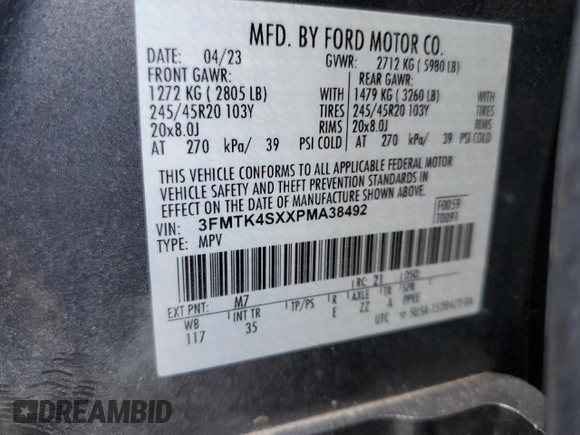 MFD. BY FORD MOTOR CO.
DATE: 04/23 GVWR: 2712 KG ( 5980 LB)
FRONT GAWR: REAR GAWR:
1272 KG ( 2805 LB) WITH 1479 KG ( 3260 LB) WITH
245/45R20 103Y TIRES 245/45R20 103Y TIRES
20x8.0J RIMS 20x8.0J RIMS
AT 270 kPa/ 39 PSI COLD AT 270 kPa/ 39 PSI COLD
THIS VEHICLE CONFORMS TO ALL APPLICABLE FEDERAL MOTOR
VEHICLE SAFETY AND THEFT PREVENTION STANDARDS IN
EFFECT ON THE DATE OF MANUFACTURE SHOWN ABOVE.
VIN: 3FMTK4SXXPMA38492 F0059
TYPE: MPV T0091
EXT PNT: M7 RC: 21 DSO:
WB INT TR TP/PS R AXLE TR SPR
117 35 E ZZ A PPEE
UTC
DREAMBID